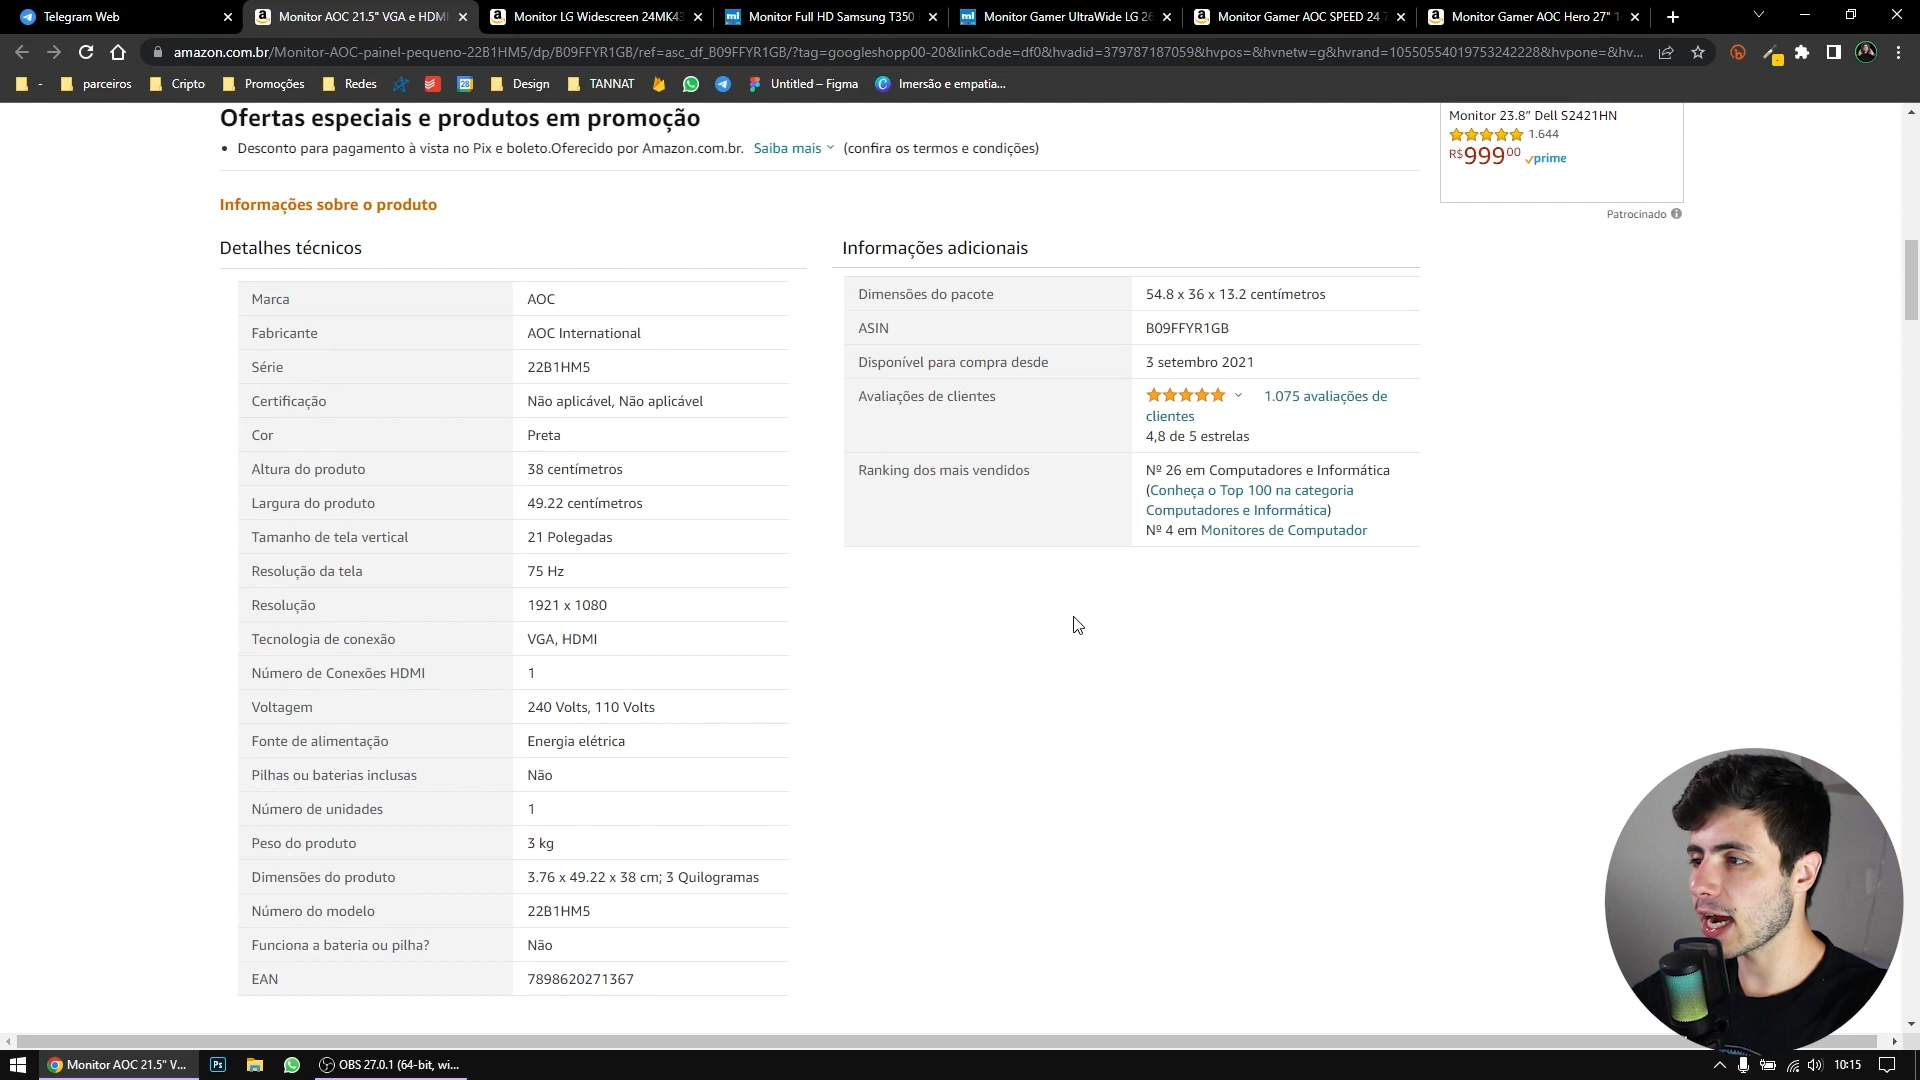 Telegram Web
Monitor AOC 21.5" VGA e HDMI
Monitor LG Widescreen 24MK43
Monitor Full HD Samsung T350
Monitor Gamer UltraWide LG 26
Monitor Gamer AOC SPEED 24
Monitor Gamer AOC Hero 27" 1
amazon.com.br/Monitor-AOC-painel-pequeno-22B1HM5/dp/B09FFYR1GB/ref=asc_df_B09FFYR1GB/?tag=googleshopp00-20&linkCode=df0&hvadid=379787187059&hvpos=&hvnetw=g&hvrand=10550554019753242228&hvpone=&hv...
-
parceiros
Cripto
Promoções
Redes
28
Design
TANNAT
Untitled – Figma
Imersão e empatia...
Ofertas especiais e produtos em promoção
Desconto para pagamento à vista no Pix e boleto.Oferecido por Amazon.com.br. Saiba mais (confira os termos e condições)
Monitor 23.8" Dell S2421HN
1.644
R$999⁰⁰ prime
Patrocinado
Informações sobre o produto
Detalhes técnicos
Marca AOC
Fabricante AOC International
Série 22B1HM5
Certificação Não aplicável, Não aplicável
Cor Preta
Altura do produto 38 centímetros
Largura do produto 49.22 centímetros
Tamanho de tela vertical 21 Polegadas
Resolução da tela 75 Hz
Resolução 1921 x 1080
Tecnologia de conexão VGA, HDMI
Número de Conexões HDMI 1
Voltagem 240 Volts, 110 Volts
Fonte de alimentação Energia elétrica
Pilhas ou baterias inclusas Não
Número de unidades 1
Peso do produto 3 kg
Dimensões do produto 3.76 x 49.22 x 38 cm; 3 Quilogramas
Número do modelo 22B1HM5
Funciona a bateria ou pilha? Não
EAN 7898620271367
Informações adicionais
Dimensões do pacote 54.8 x 36 x 13.2 centímetros
ASIN B09FFYR1GB
Disponível para compra desde 3 setembro 2021
Avaliações de clientes 1.075 avaliações de
clientes
4,8 de 5 estrelas
Ranking dos mais vendidos Nº 26 em Computadores e Informática
(Conheça o Top 100 na categoria
Computadores e Informática)
Nº 4 em Monitores de Computador
Monitor AOC 21.5" V...
Ps
OBS 27.0.1 (64-bit, wi...
10:15